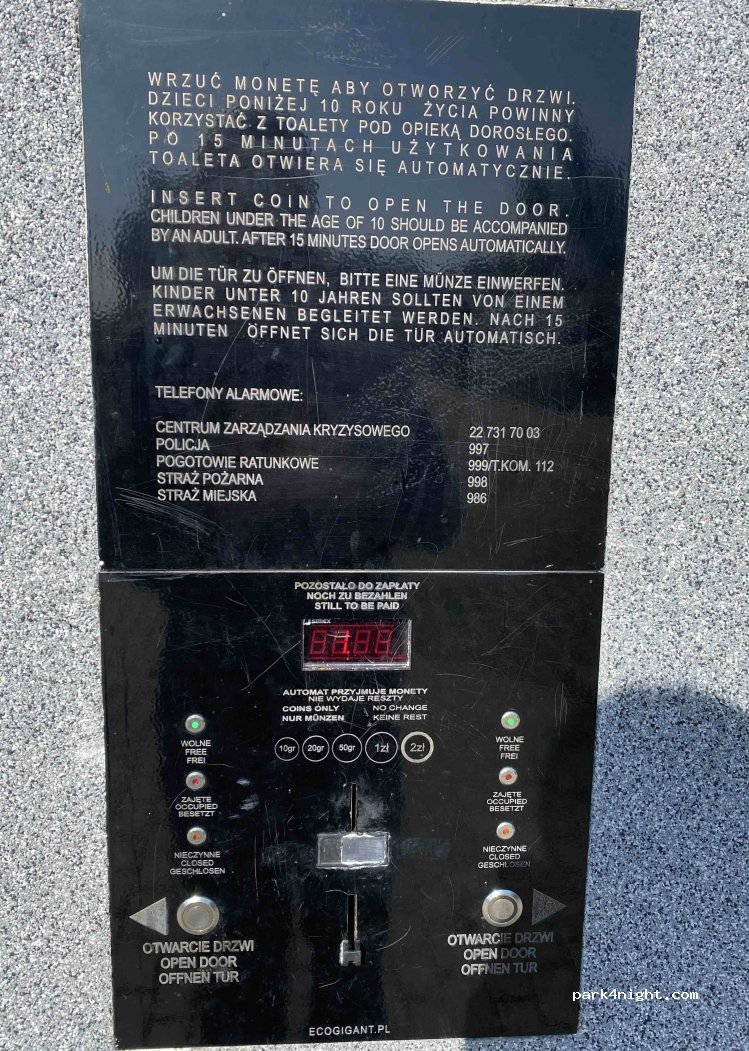 WRZUĆ MONETĘ ABY OTWORZYĆ DRZWI.
DZIECI PONIŻEJ 10 ROKU ŻYCIA POWINNY
KORZYSTAĆ Z TOALETY POD OPIEKĄ DOROSŁEGO.
PO 15 MINUTACH UŻYTKOWANIA
TOALETA OTWIERA SIĘ AUTOMATYCZNIE.
INSERT COIN TO OPEN THE DOOR.
CHILDREN UNDER THE AGE OF 10 SHOULD BE ACCOMPANIED
BY AN ADULT. AFTER 15 MINUTES DOOR OPENS AUTOMATICALLY.
UM DIE TÜR ZU ÖFFNEN, BITTE EINE MÜNZE EINWERFEN.
KINDER UNTER 10 JAHREN SOLLTEN VON EINEM
ERWACHSENEN BEGLEITET WERDEN. NACH 15
MINUTEN ÖFFNET SICH DIE TÜR AUTOMATISCH.
TELEFONY ALARMOWE:
CENTRUM ZARZĄDZANIA KRYZYSOWEGO 22 731 70 03
POLICJA 997
POGOTOWIE RATUNKOWE 999/T.KOM. 112
STRAŻ POŻARNA 998
STRAŻ MIEJSKA 986
POZOSTAŁO DO ZAPŁATY
NOCH ZU BEZAHLEN
STILL TO BE PAID
AUTOMAT PRZYJMUJE MONETY
NIE WYDAJE RESZTY
COINS ONLY NO CHANGE
NUR MÜNZEN KEINE REST
10gr 20gr 50gr 1zł 2zł
WOLNE
FREE
FREI
ZAJĘTE
OCCUPIED
BESETZT
NIECZYNNE
CLOSED
GESCHLOSEN
OTWARCIE DRZWI
OPEN DOOR
OFFNEN TUR
WOLNE
FREE
FREI
ZAJĘTE
OCCUPIED
BESETZT
NIECZYNNE
CLOSED
GESCHLOSEN
OTWARCIE DRZWI
OPEN DOOR
OFFNEN TUR
ECOGIGANT.PL
park4night.com